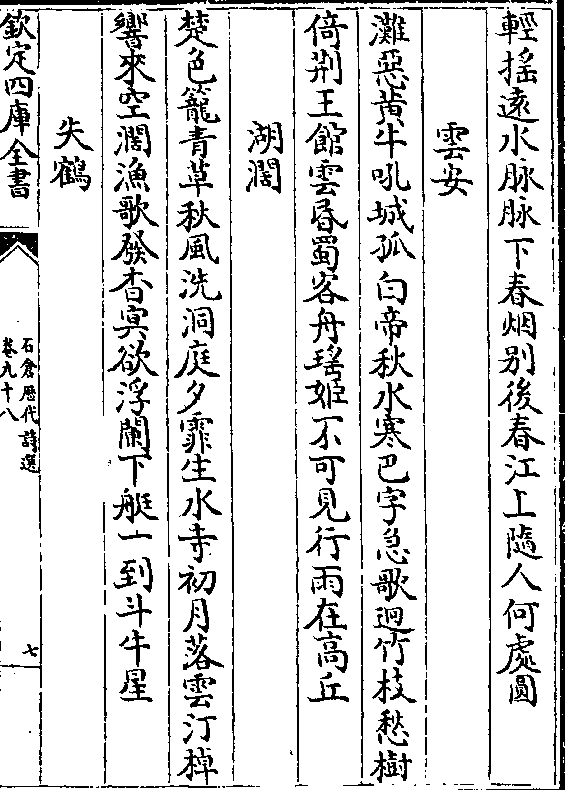 輕揺遠水脉脉下春烟别後春江上隨人何處圓
雲安
灘惡黄牛吼城孤白帝秋水寒巴字急歌迴竹枝愁樹
倚荆王館雲昏蜀客舟瑶姬不可見行雨在高丘
湖濶
楚色籠青草秋風洗洞庭夕霏生水寺初月落雲汀棹
響來空濶漁歌發杳冥欲浮闌下艇一到斗牛星
失鶴
欽定四庫全書
石倉歴代詩選
卷九十八
七